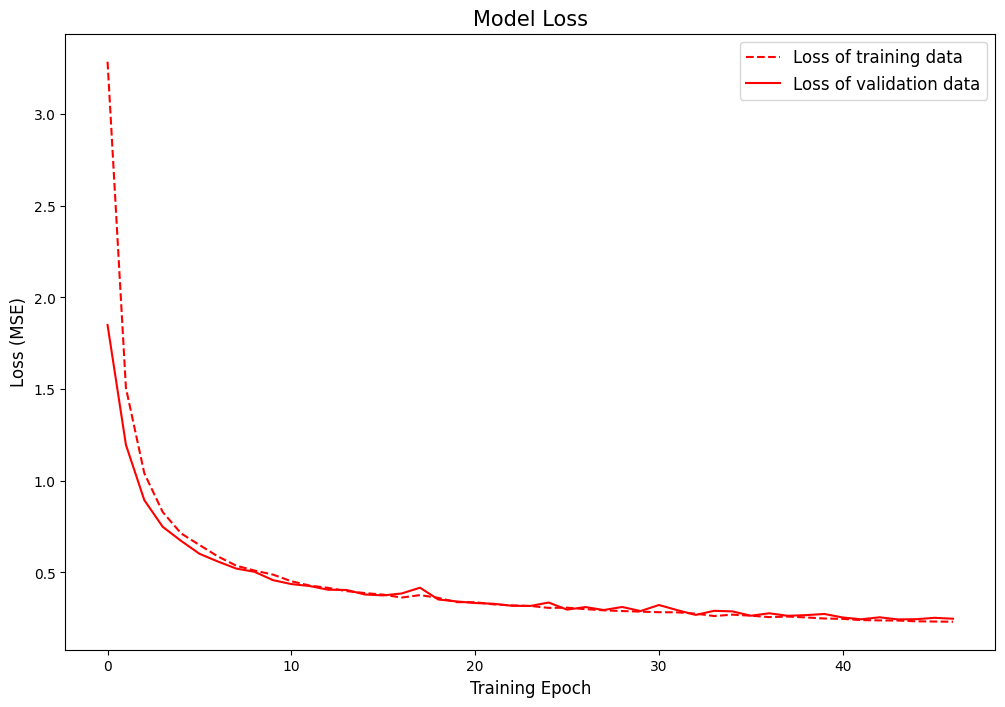 Model Loss
Loss of training data
Loss of validation data
3.0
2.5
2.0
1.5
1.0
0.5
Loss (MSE)
0 10 20 30 40
Training Epoch